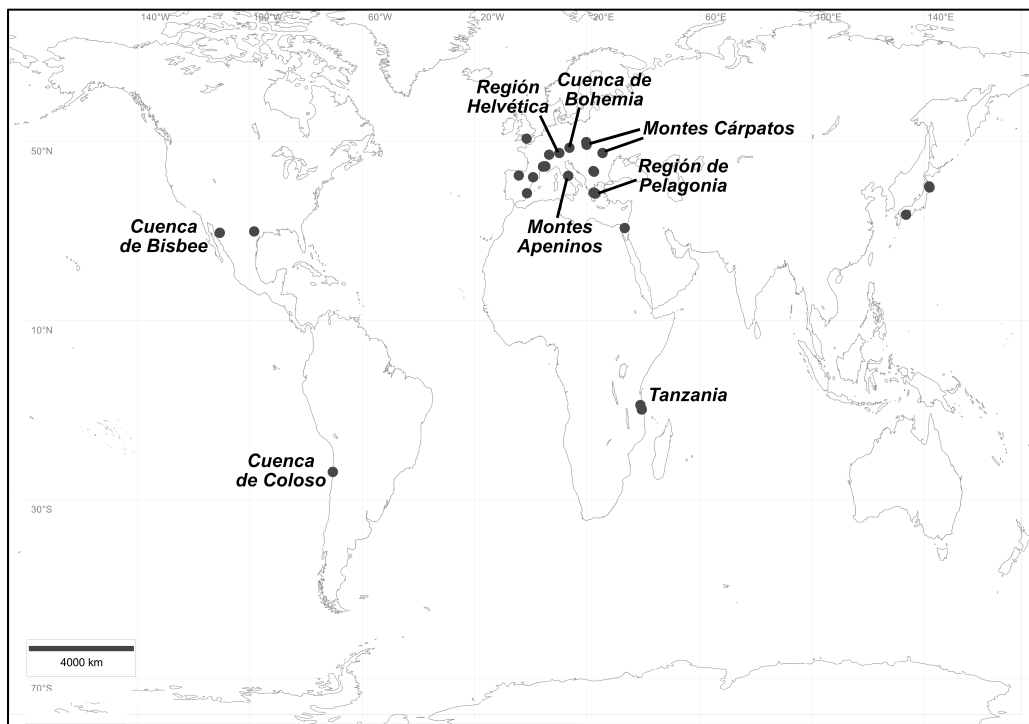 140°W 100°W 60°W 20°W 20°E 60°E 100°E 140°E
Región
Helvética
Cuenca de
Bohemia
Montes Cárpatos
50°N
Región de
Pelagonia
Montes
Apeninos
Cuenca
de Bisbee
10°N
Tanzania
Cuenca
de Coloso
30°S
4000 km
70°S